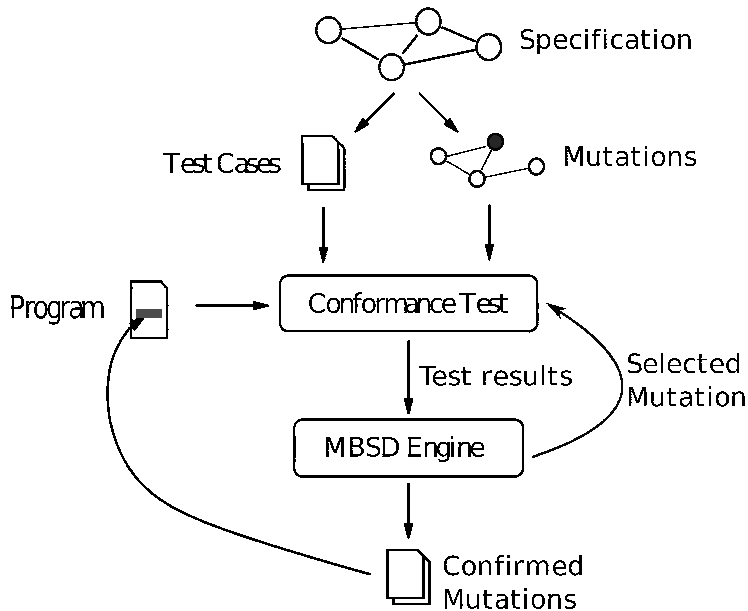 Specification
Test Cases
Mutations
Program
Conformance Test
Test results
Selected
Mutation
MBSD Engine
Confirmed
Mutations